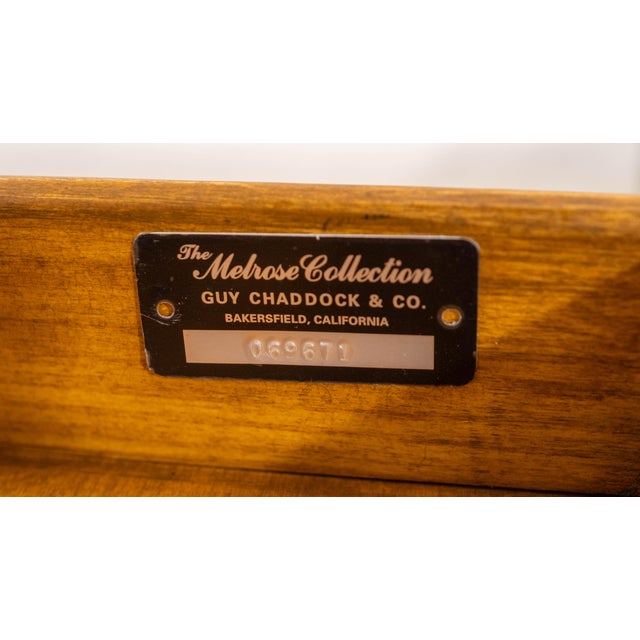 The Melrose Collection
GUY CHADDOCK & CO.
BAKERSFIELD, CALIFORNIA
069671